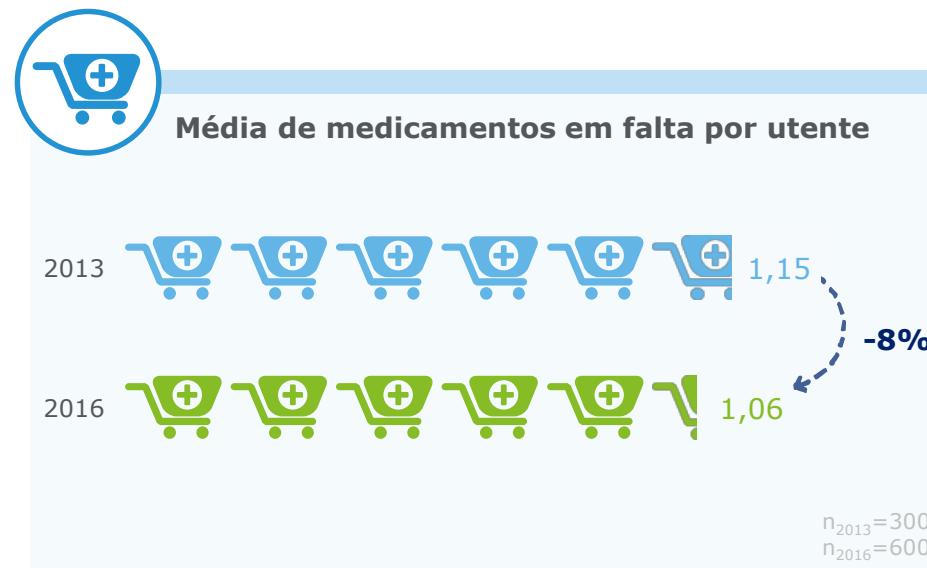 Média de medicamentos em falta por utente
2013 1,15
-8%
2016 1,06
n2013=300
n2016=600